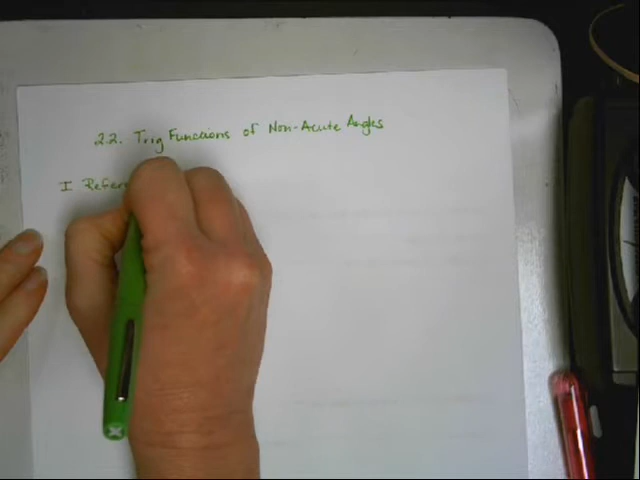 2.2. Trig Functions of Non-Acute Angles
I Refer